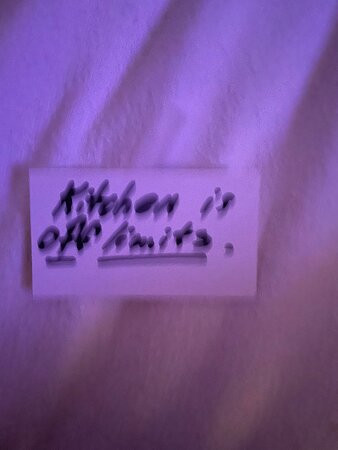 Kitchen is
off limits.